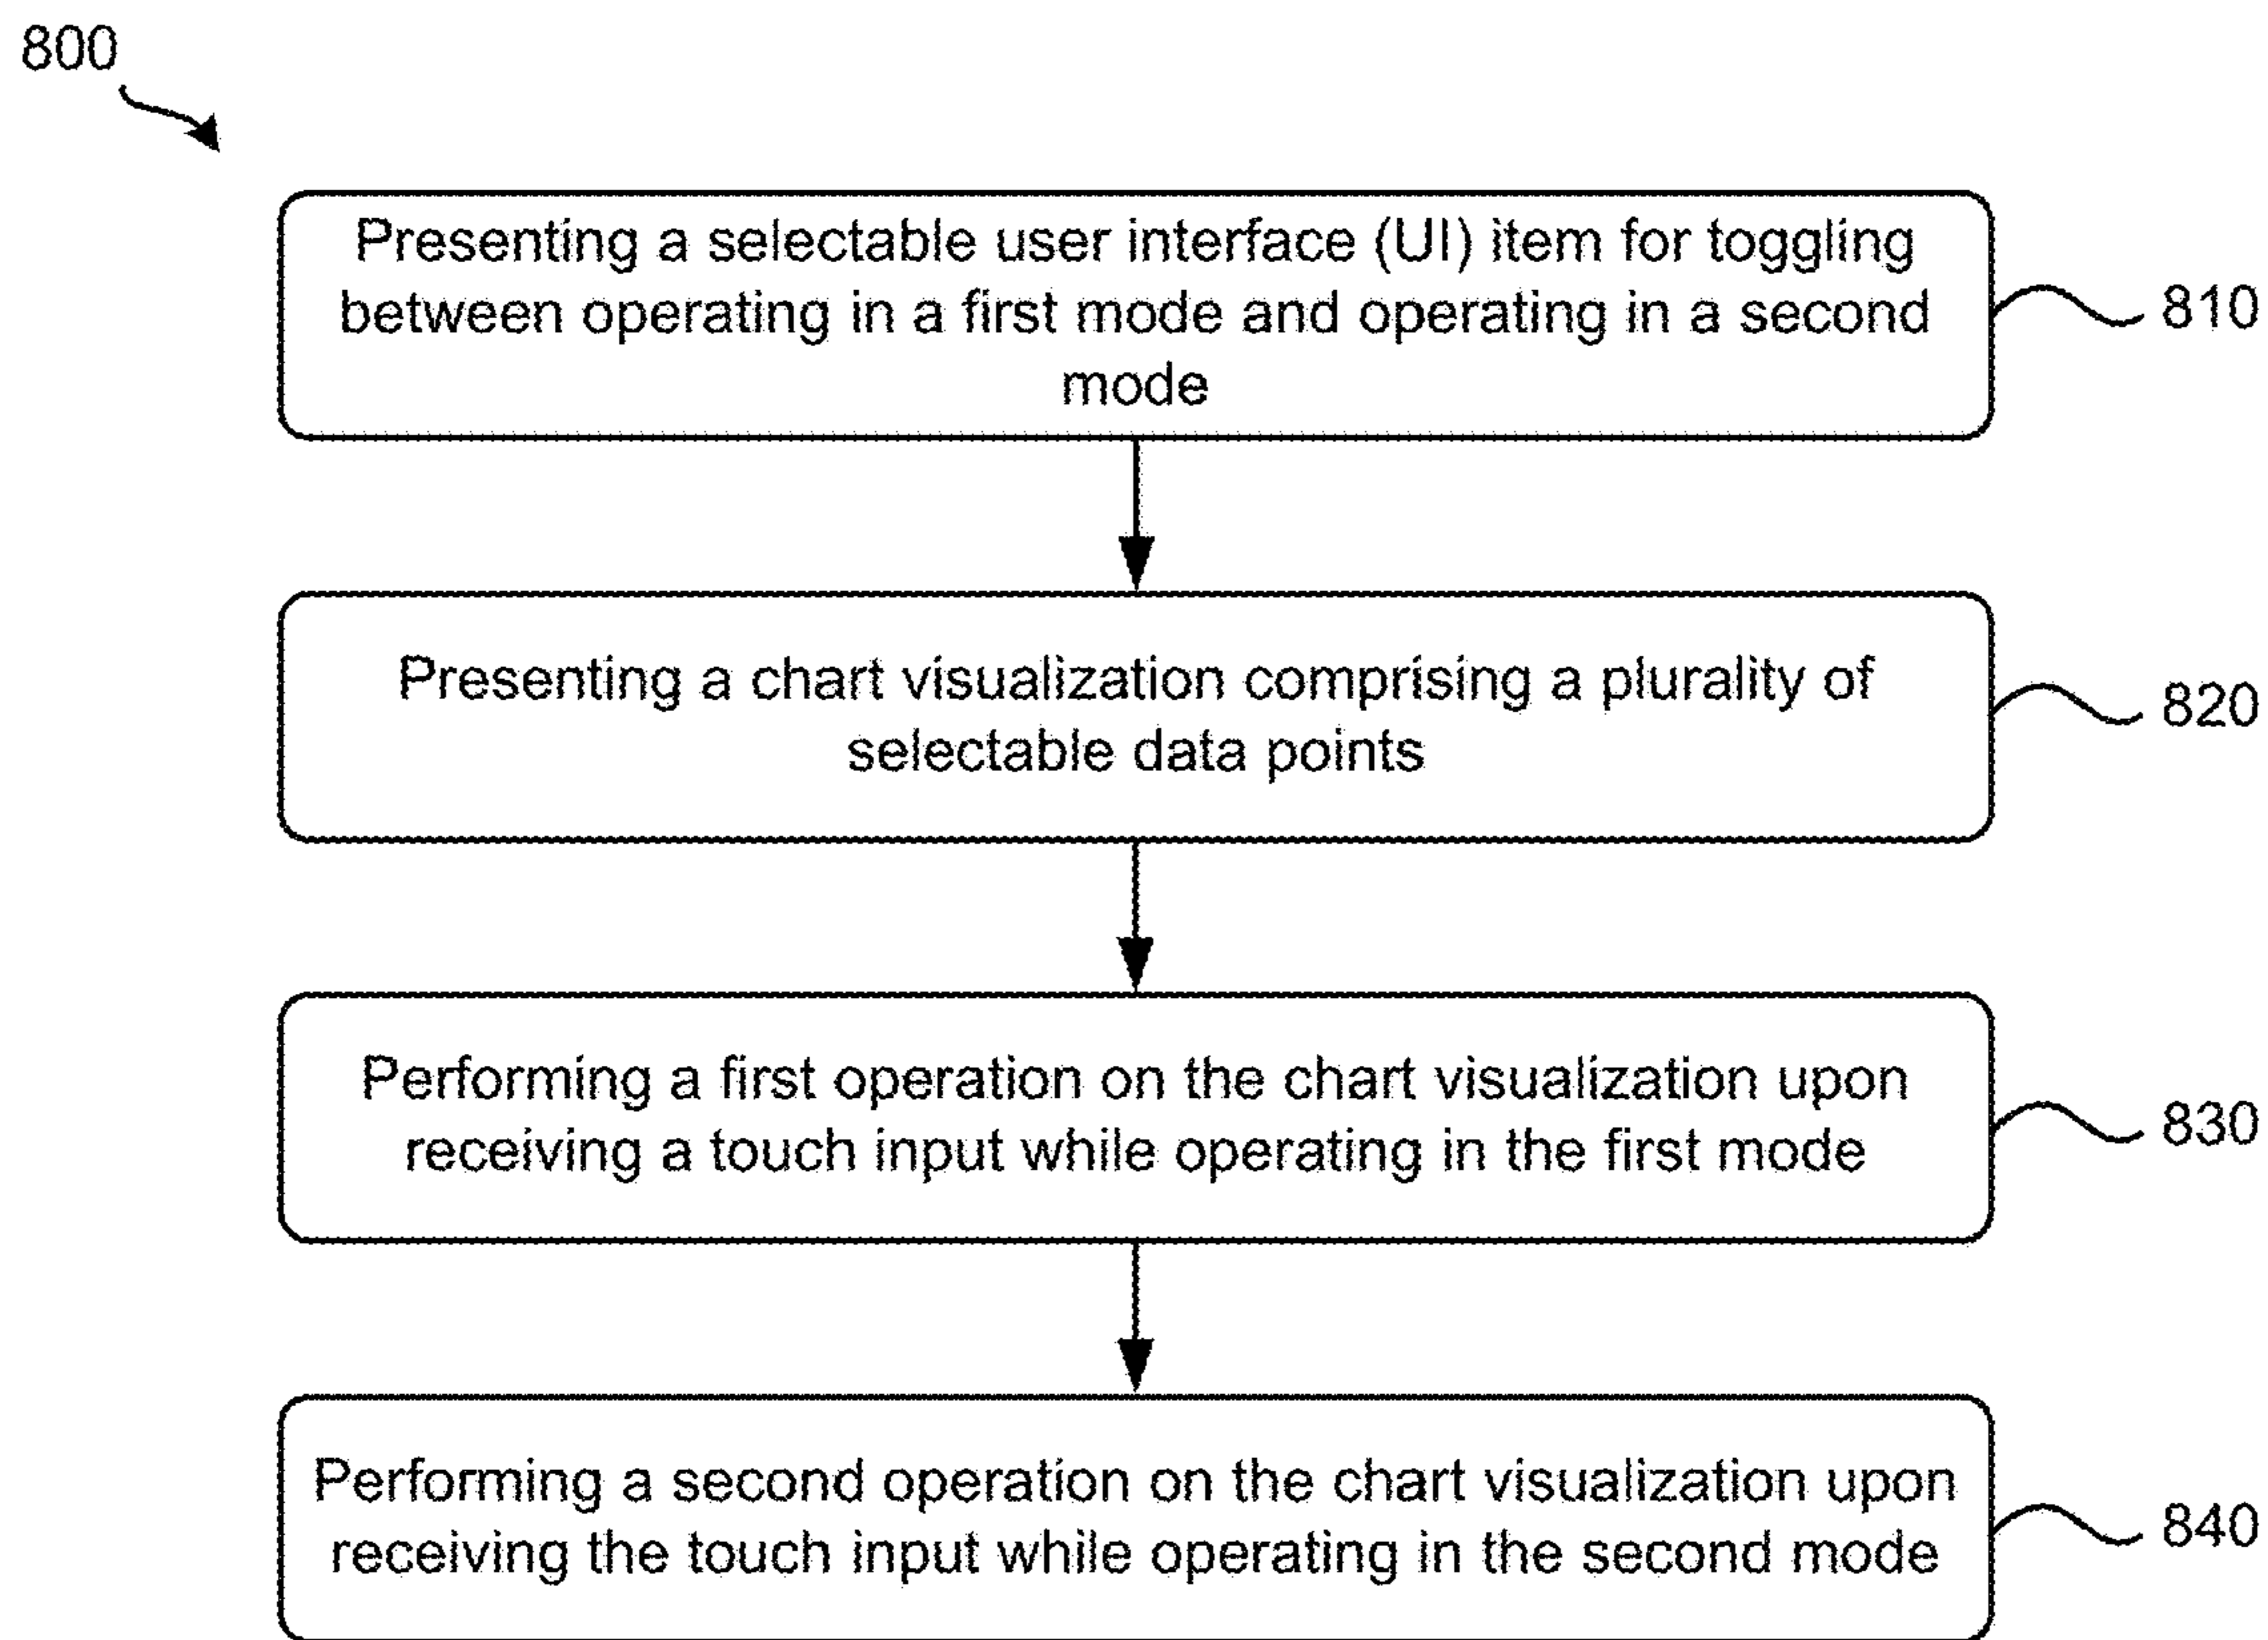 800
Presenting a selectable user interface (UI) item for toggling
between operating in a first mode and operating in a second
mode
810
Presenting a chart visualization comprising a plurality of
selectable data points
820
Performing a first operation on the chart visualization upon
receiving a touch input while operating in the first mode
830
Performing a second operation on the chart visualization upon
receiving the touch input while operating in the second mode
840